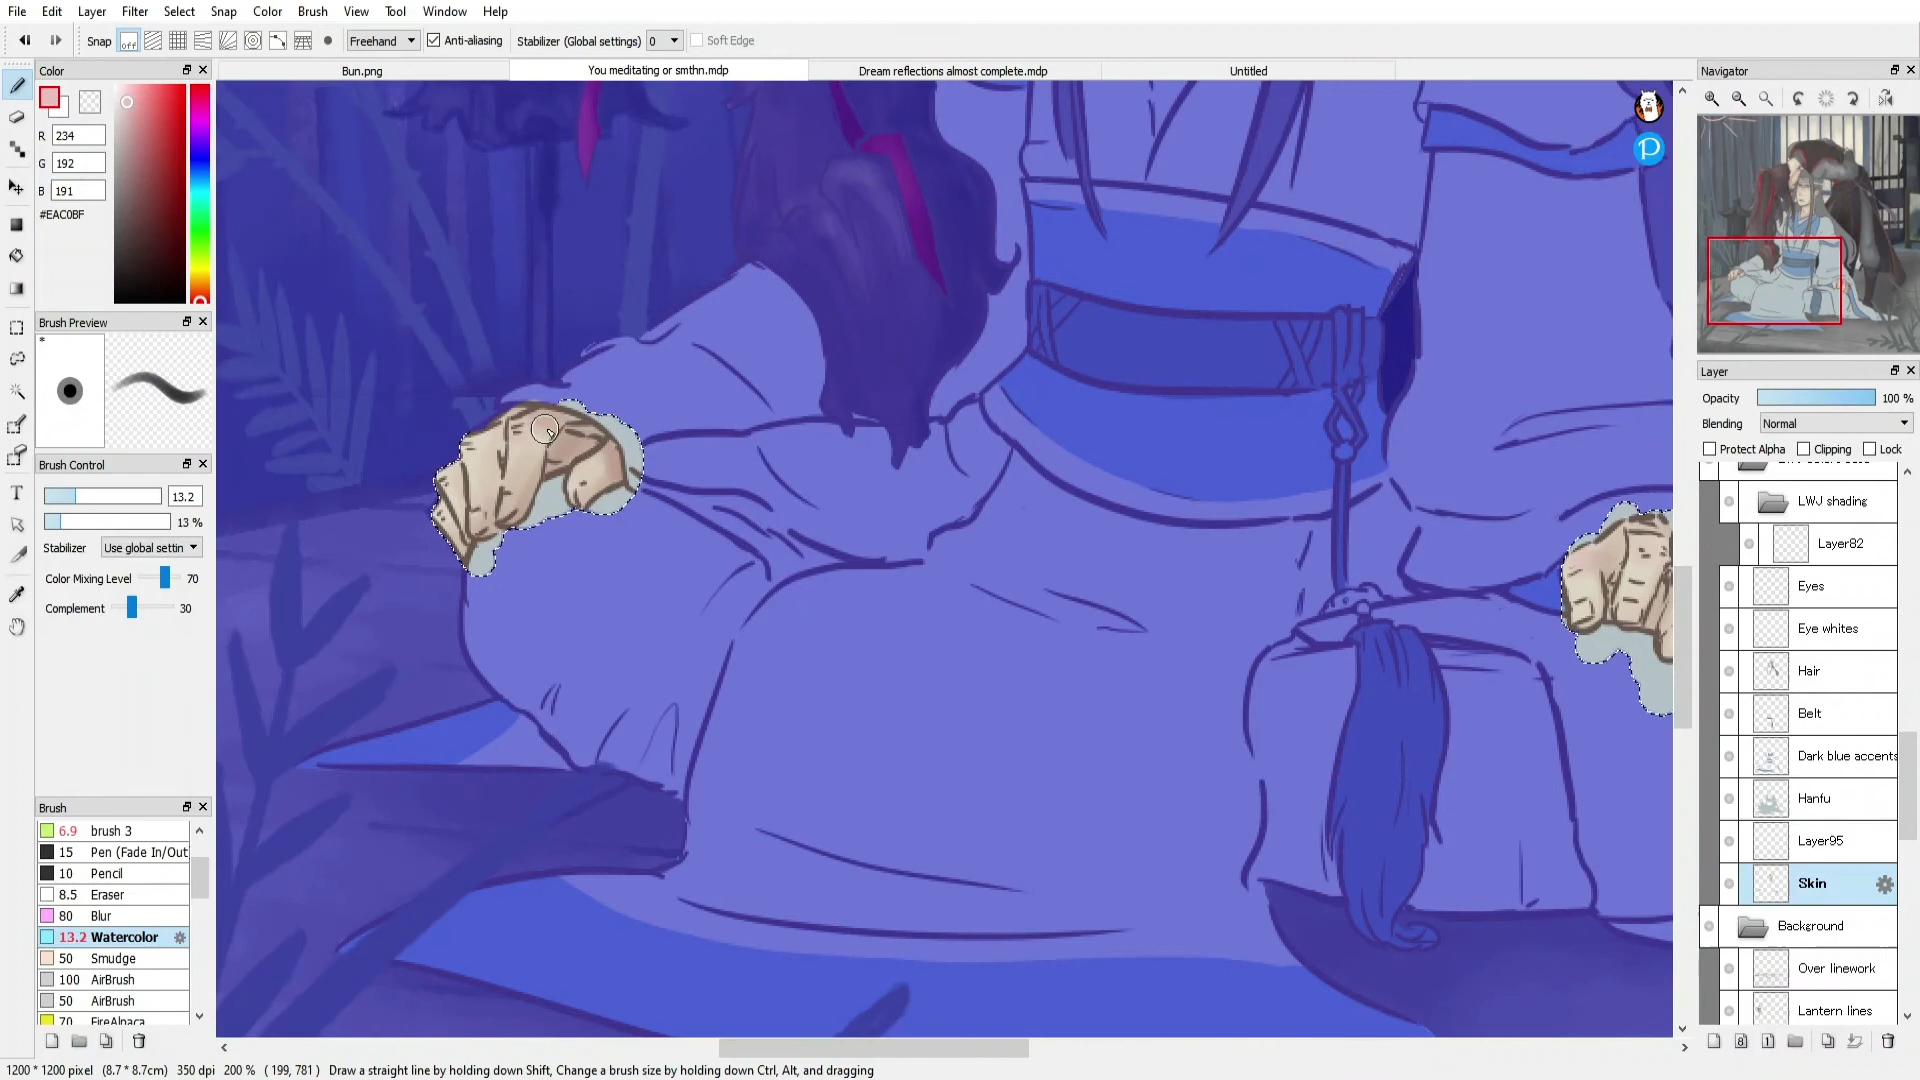 File Edit Layer Filter Select Snap Color Brush View Tool Window Help
Snap off Freehand Anti-aliasing Stabilizer (Global settings) 0 Soft Edge
Color
Bun.png
You meditating or smthn.mdp
Dream reflections almost complete.mdp
Untitled
Navigator
R 234
G 192
B 191
#EAC0BF
Brush Preview
*
Brush Control
13.2
13 %
Stabilizer Use global settin
Color Mixing Level 70
Complement 30
Brush
6.9 brush 3
15 Pen (Fade In/Out
10 Pencil
8.5 Eraser
80 Blur
13.2 Watercolor
50 Smudge
100 AirBrush
50 AirBrush
70 FireAlpaca
P
Layer
Opacity 100 %
Blending Normal
Protect Alpha Clipping Lock
LWJ shading
Layer82
Eyes
Eye whites
Hair
Belt
Dark blue accents
Hanfu
Layer95
Skin
Background
Over linework
Lantern lines
1200 * 1200 pixel (8.7 * 8.7cm) 350 dpi 200 % ( 199, 781 ) Draw a straight line by holding down Shift, Change a brush size by holding down Ctrl, Alt, and dragging